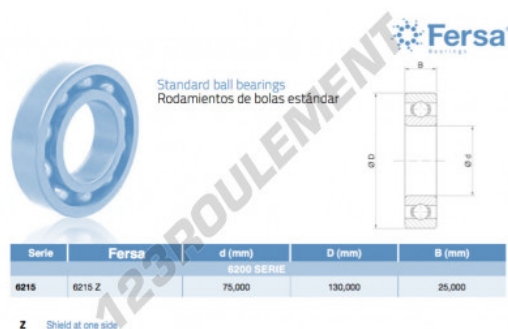 Fersa
Bearings
Standard ball bearings
Rodamientos de bolas estándar
B
Ø D
Ø d
Serie Fersa d (mm) D (mm) B (mm)
6200 SERIE
6215 6215 Z 75,000 130,000 25,000
Z Shield at one side
123ROULEMENT